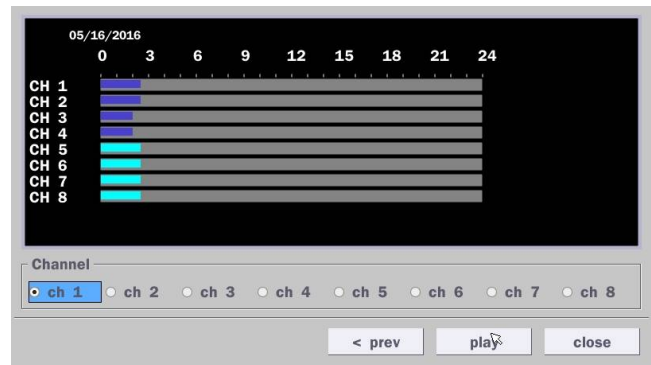 05/16/2016
0 3 6 9 12 15 18 21 24
CH 1
CH 2
CH 3
CH 4
CH 5
CH 6
CH 7
CH 8
Channel
ch 1 ch 2 ch 3 ch 4 ch 5 ch 6 ch 7 ch 8
< prev play close